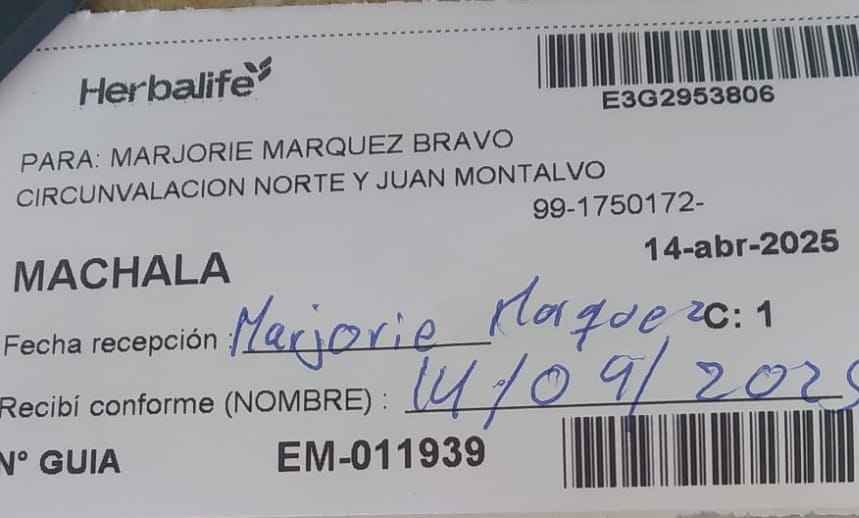 Herbalife
E3G2953806
PARA: MARJORIE MARQUEZ BRAVO
CIRCUNVALACION NORTE Y JUAN MONTALVO
99-1750172-
14-abr-2025
MACHALA
Fecha recepción : Marjorie Marquez C: 1
Recibí conforme (NOMBRE) : 14/09/2025
N° GUIA EM-011939